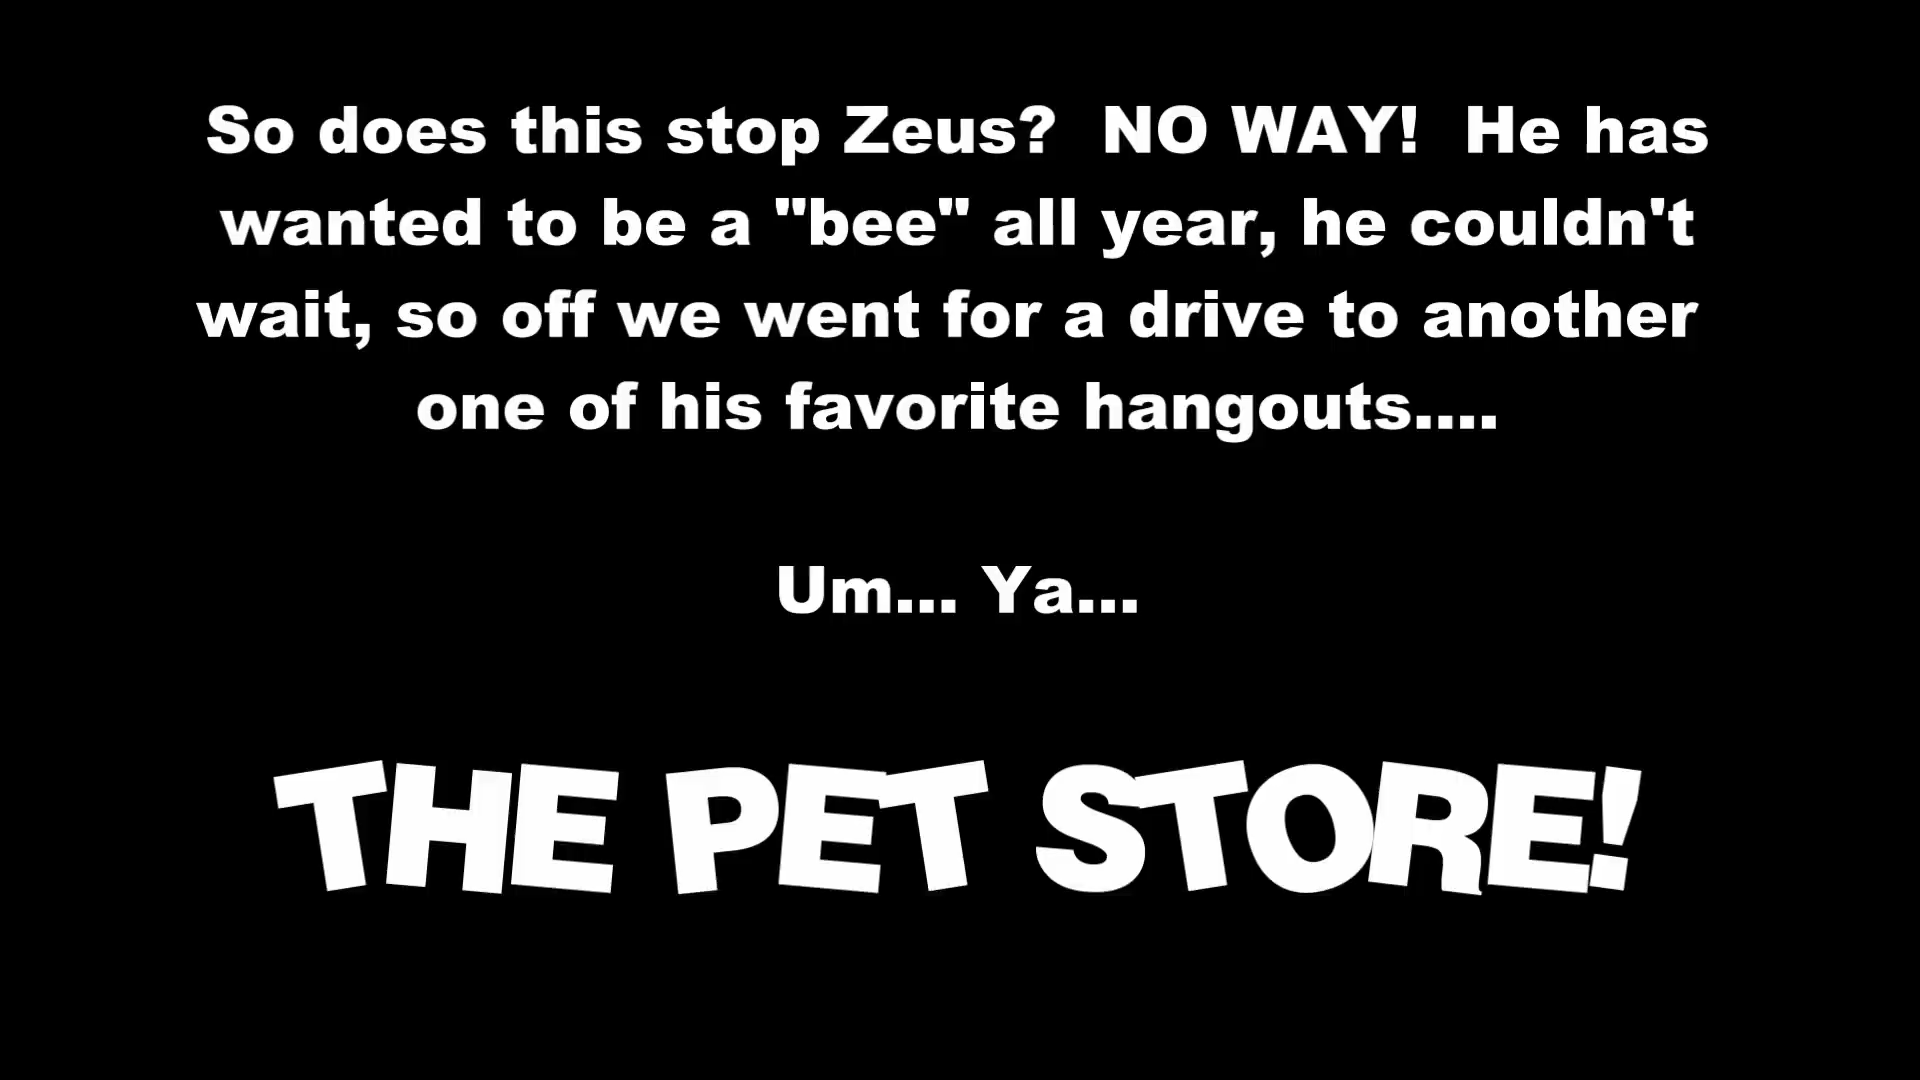 So does this stop Zeus?  NO WAY!  He has
wanted to be a "bee" all year, he couldn't
wait, so off we went for a drive to another
one of his favorite hangouts....
Um... Ya...
THE PET STORE!